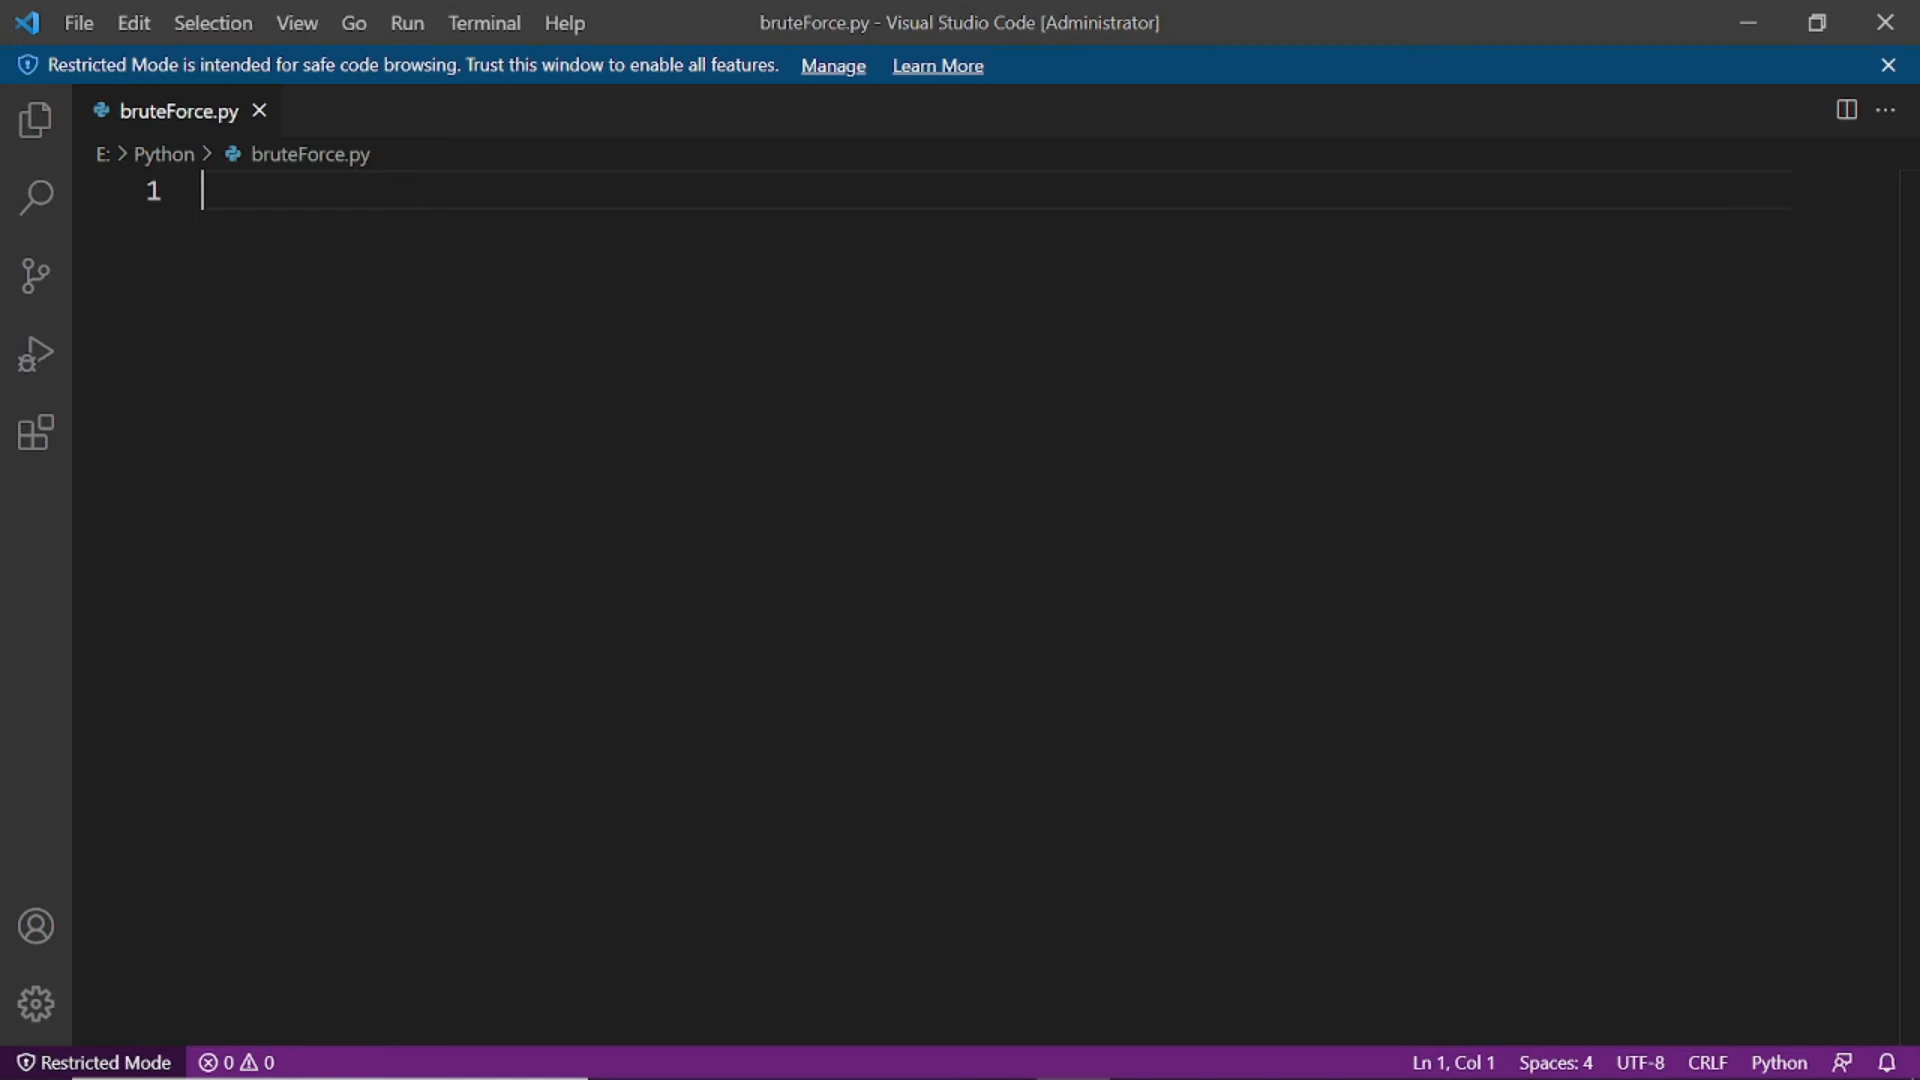 File Edit Selection View Go Run Terminal Help bruteForce.py - Visual Studio Code [Administrator]
Restricted Mode is intended for safe code browsing. Trust this window to enable all features. Manage Learn More
bruteForce.py
E: > Python > bruteForce.py
1
Restricted Mode 0 0 Ln 1, Col 1 Spaces: 4 UTF-8 CRLF Python